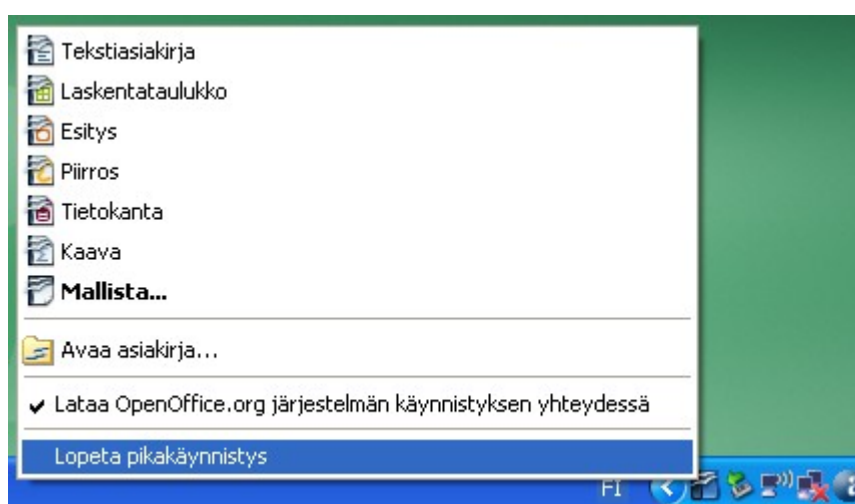 Tekstiasiakirja
Laskentataulukko
Esitys
Piirros
Tietokanta
Kaava
Mallista...
Avaa asiakirja...
Lataa OpenOffice.org järjestelmän käynnistyksen yhteydessä
Lopeta pikakäynnistys
FI